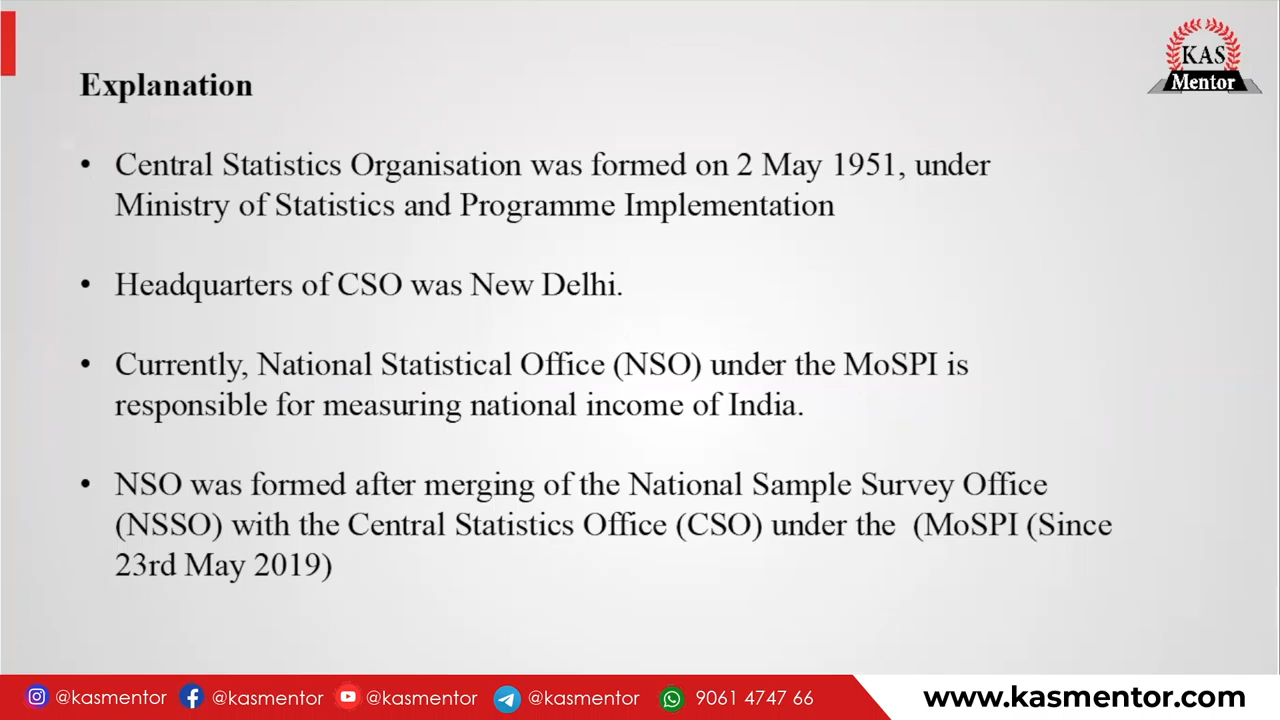 KAS
Mentor
Explanation
• Central Statistics Organisation was formed on 2 May 1951, under
Ministry of Statistics and Programme Implementation
• Headquarters of CSO was New Delhi.
• Currently, National Statistical Office (NSO) under the MoSPI is
responsible for measuring national income of India.
• NSO was formed after merging of the National Sample Survey Office
(NSSO) with the Central Statistics Office (CSO) under the (MoSPI (Since
23rd May 2019)
@kasmentor @kasmentor @kasmentor @kasmentor 9061 4747 66 www.kasmentor.com